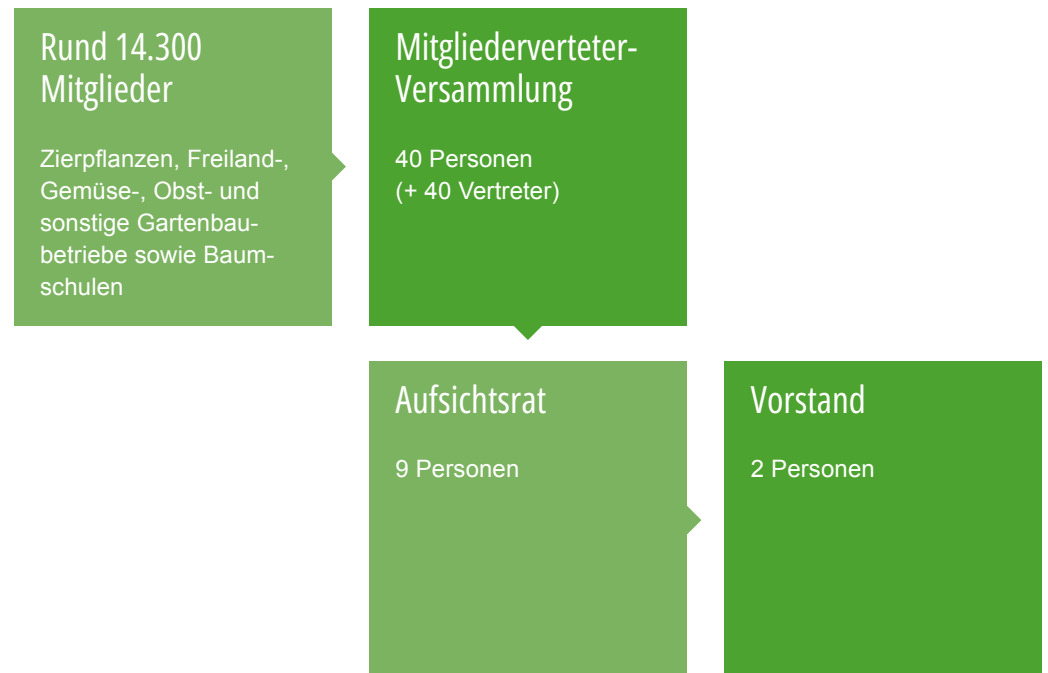 Rund 14.300
Mitglieder
Zierpflanzen, Freiland-,
Gemüse-, Obst- und
sonstige Gartenbau-
betriebe sowie Baum-
schulen
Mitgliederverteter-
Versammlung
40 Personen
(+ 40 Vertreter)
Aufsichtsrat
9 Personen
Vorstand
2 Personen